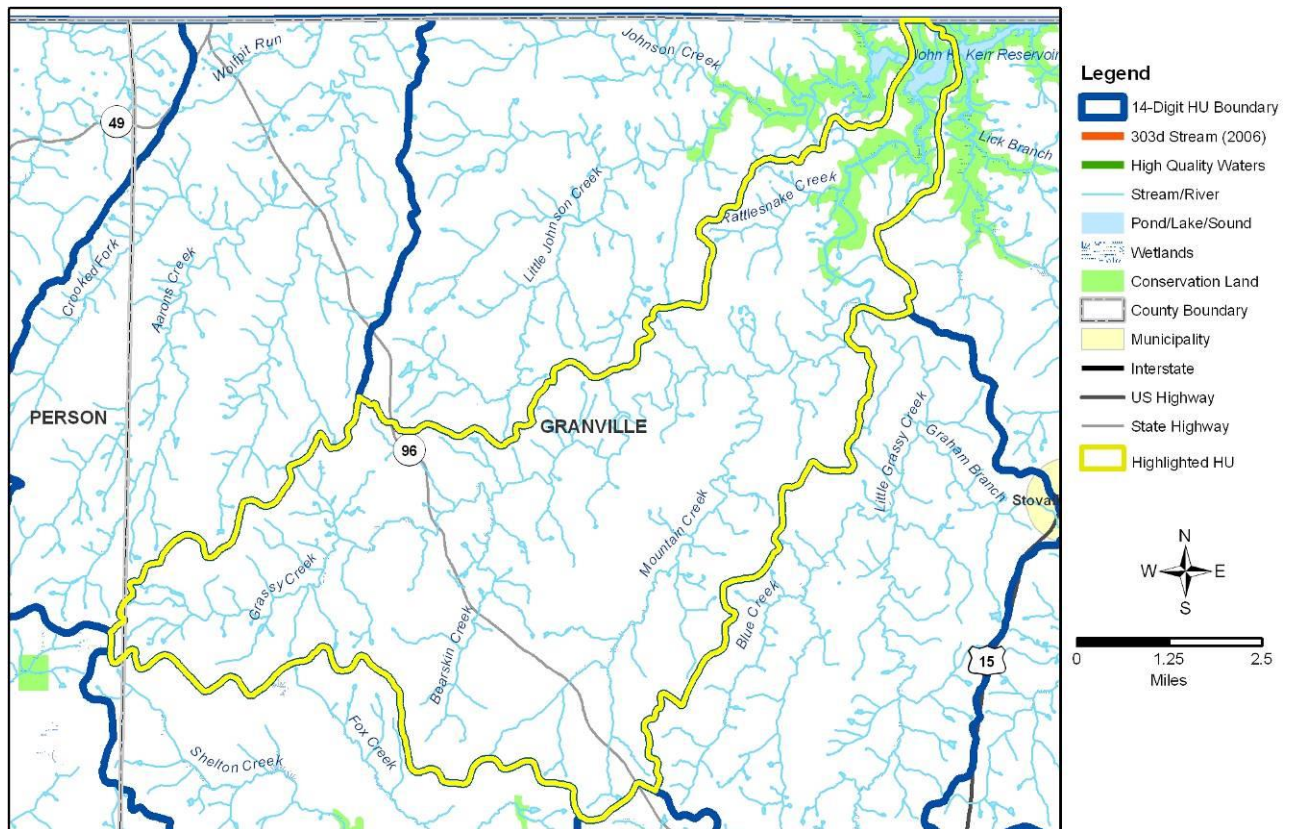 Wolfpit Run
Johnson Creek
John H. Kerr Reservoir
49
Lick Branch
Rattlesnake Creek
Little Johnson Creek
Crooked Fork
Aarons Creek
PERSON
GRANVILLE
96
Little Grassy Creek
Graham Branch
Stoval
Mountain Creek
Grassy Creek
Bearskin Creek
Blue Creek
15
Fox Creek
Shelton Creek
Legend
14-Digit HU Boundary
303d Stream (2006)
High Quality Waters
Stream/River
Pond/Lake/Sound
Wetlands
Conservation Land
County Boundary
Municipality
Interstate
US Highway
State Highway
Highlighted HU
N
W E
S
0 1.25 2.5
Miles